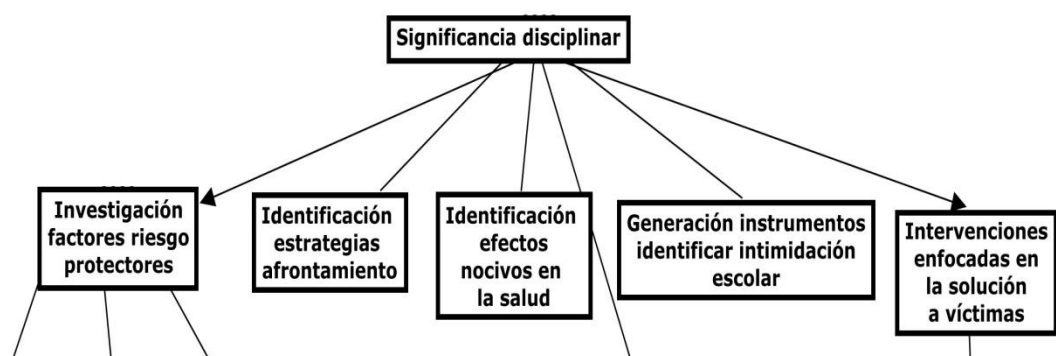 Significancia disciplinar
Investigación
factores riesgo
protectores
Identificación
estrategias
afrontamiento
Identificación
efectos
nocivos en
la salud
Generación instrumentos
identificar intimidación
escolar
Intervenciones
enfocadas en
la solución
a víctimas